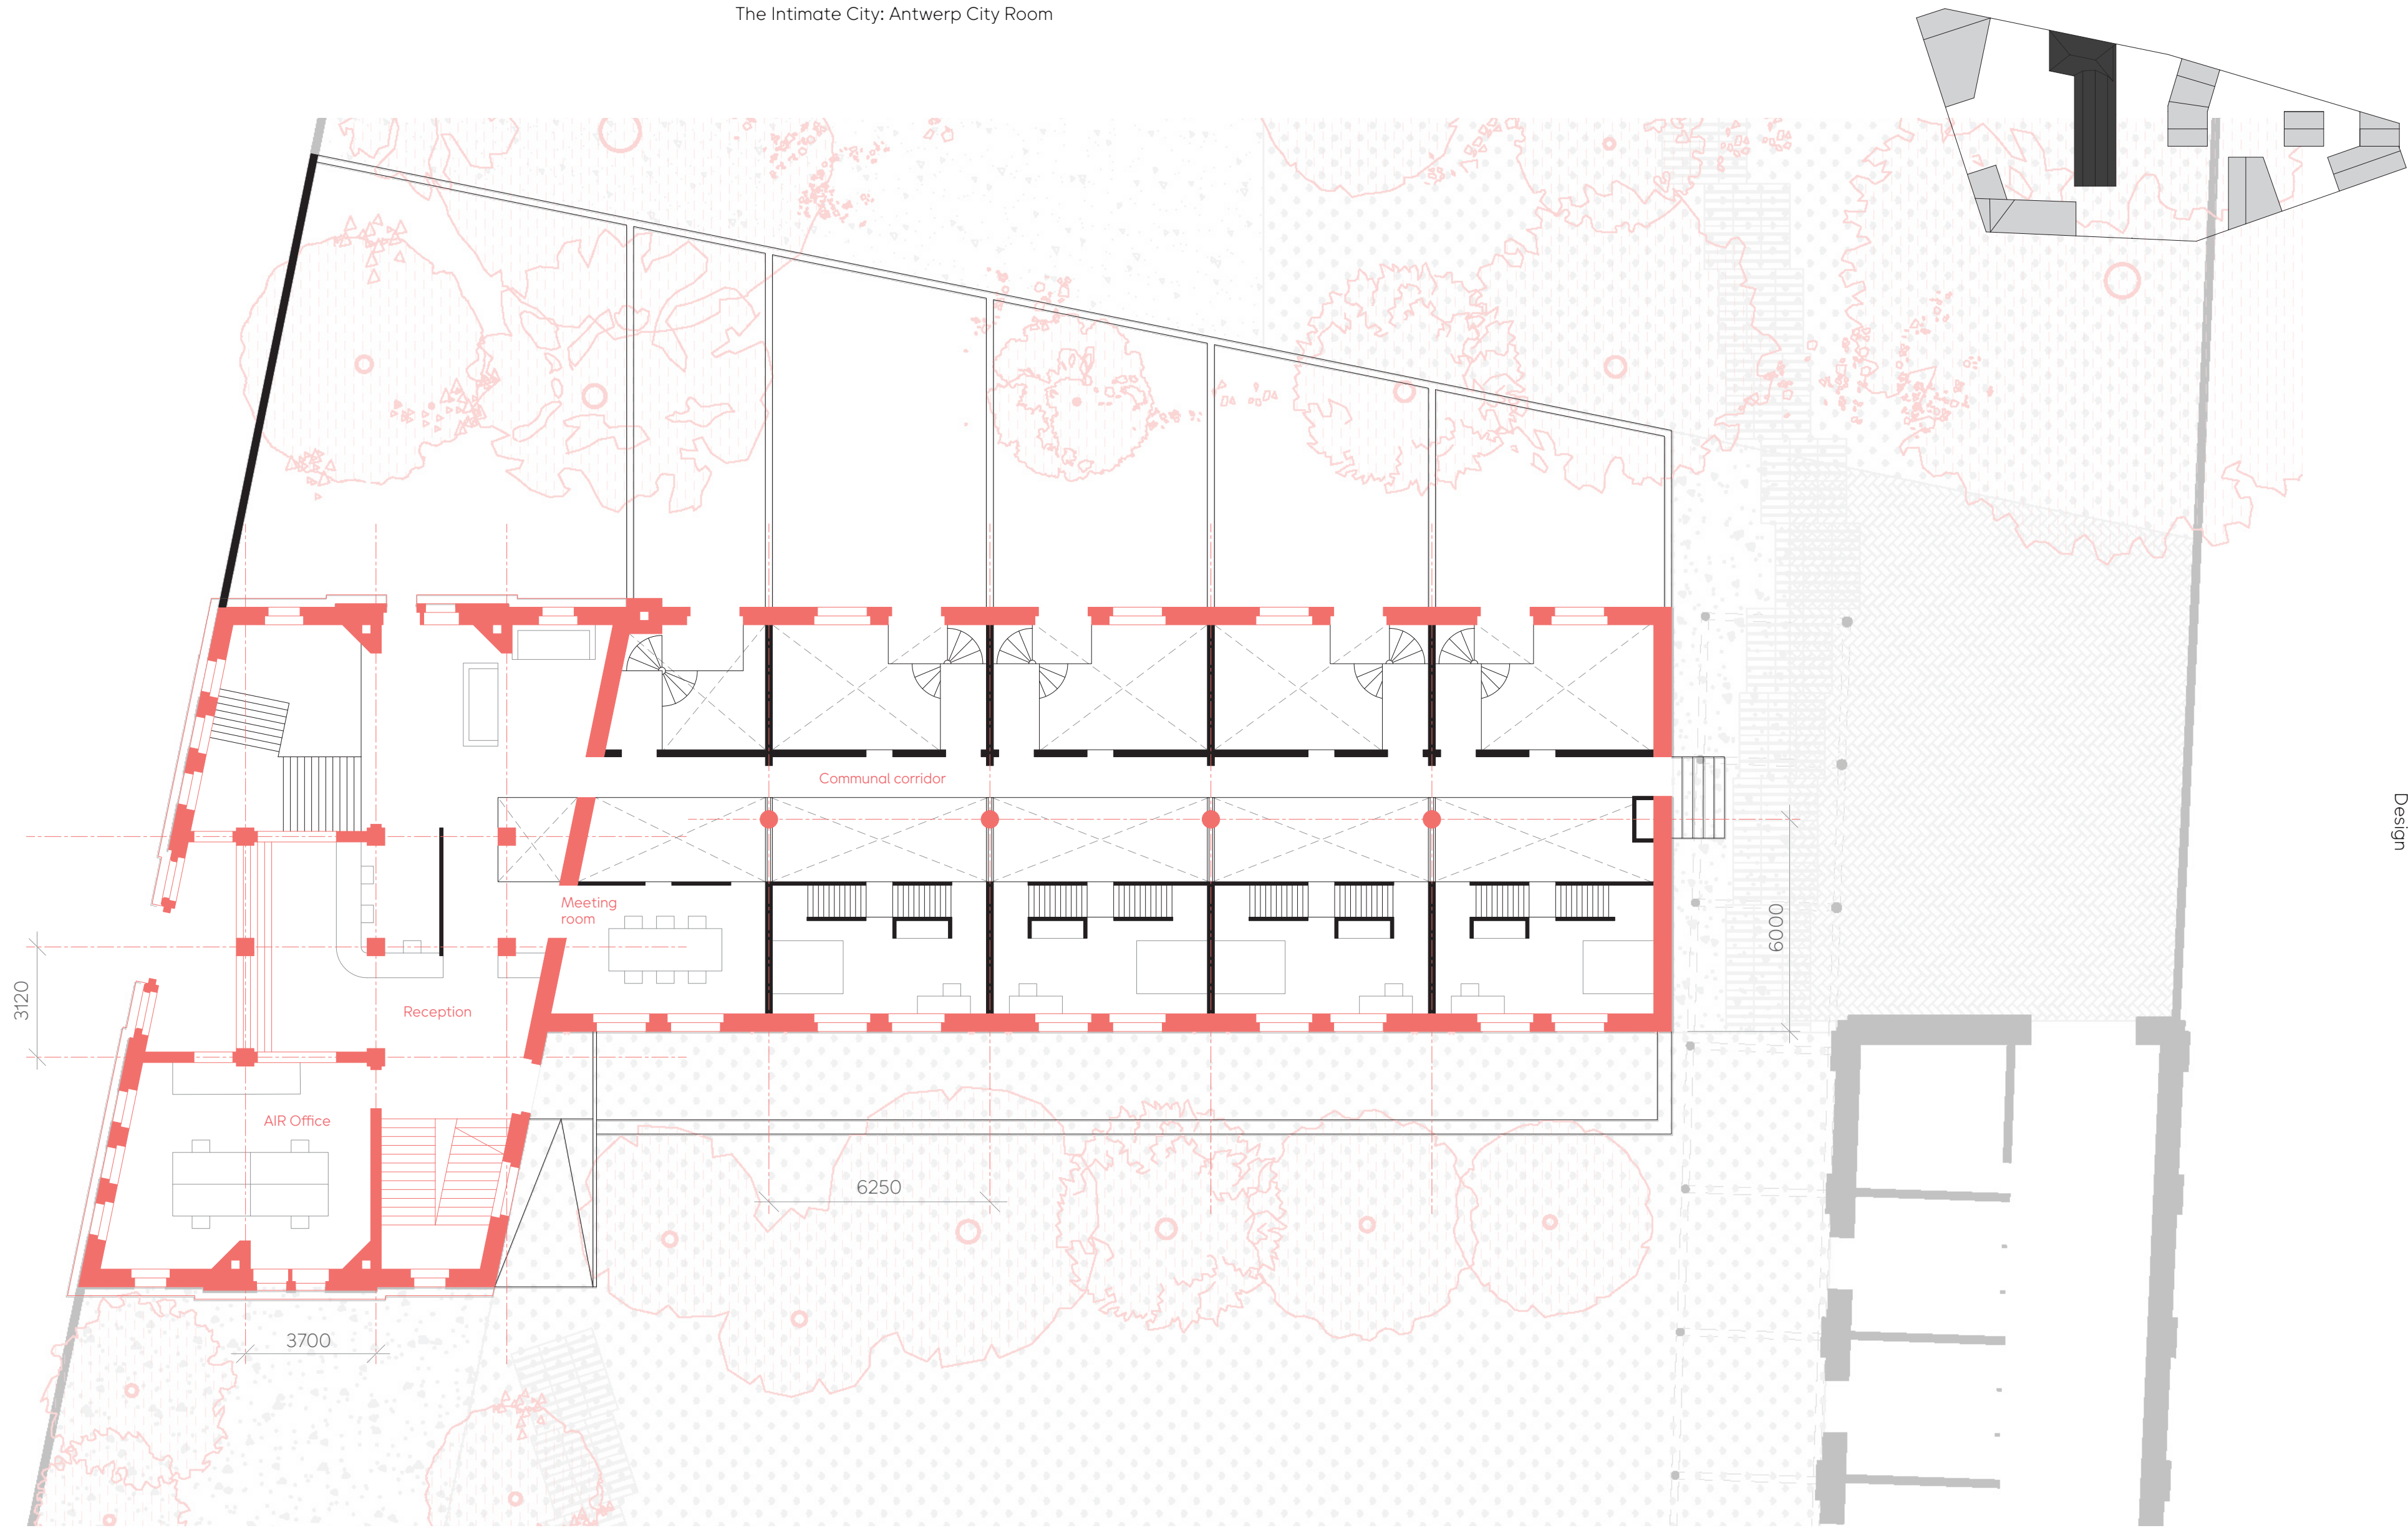 The Intimate City: Antwerp City Room
Communal corridor
Meeting
room
Reception
AIR Office
3120
3700
6250
6000
Design